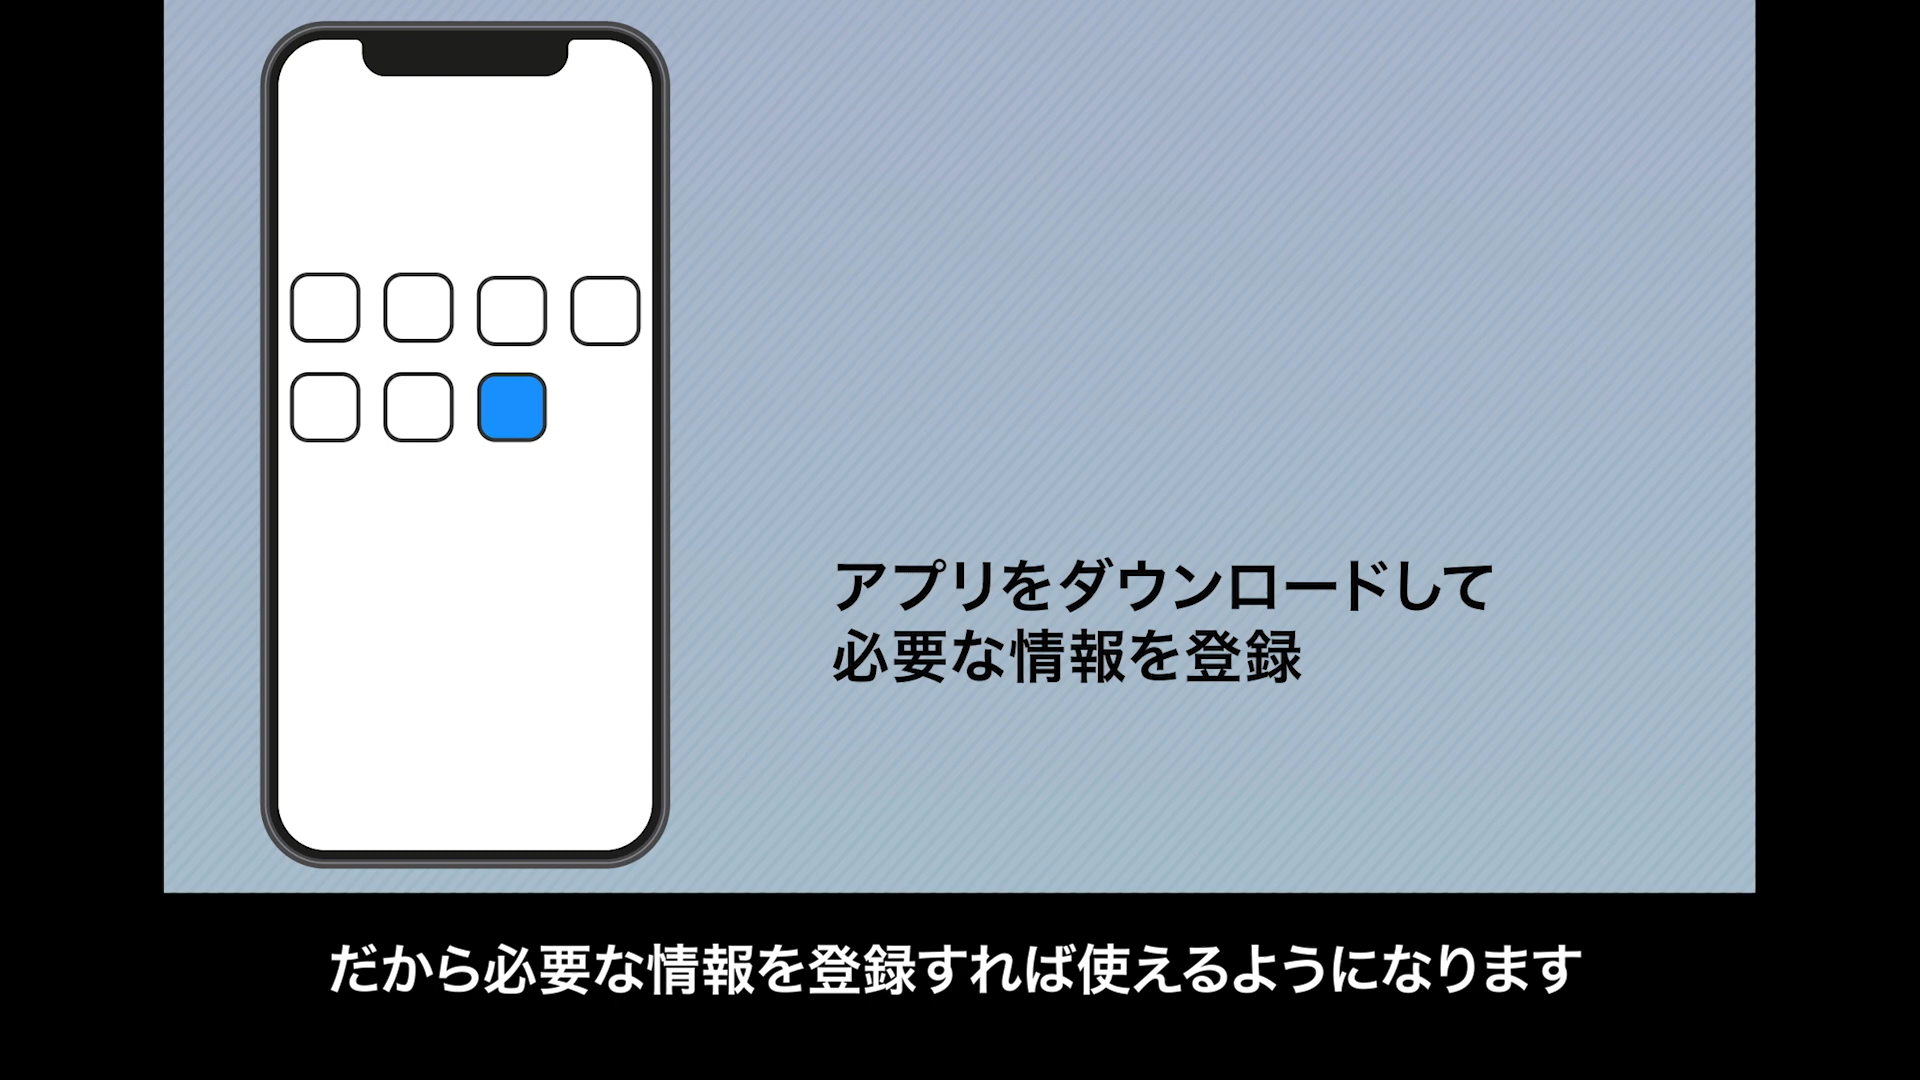 アプリをダウンロードして
必要な情報を登録
だから必要な情報を登録すれば使えるようになります